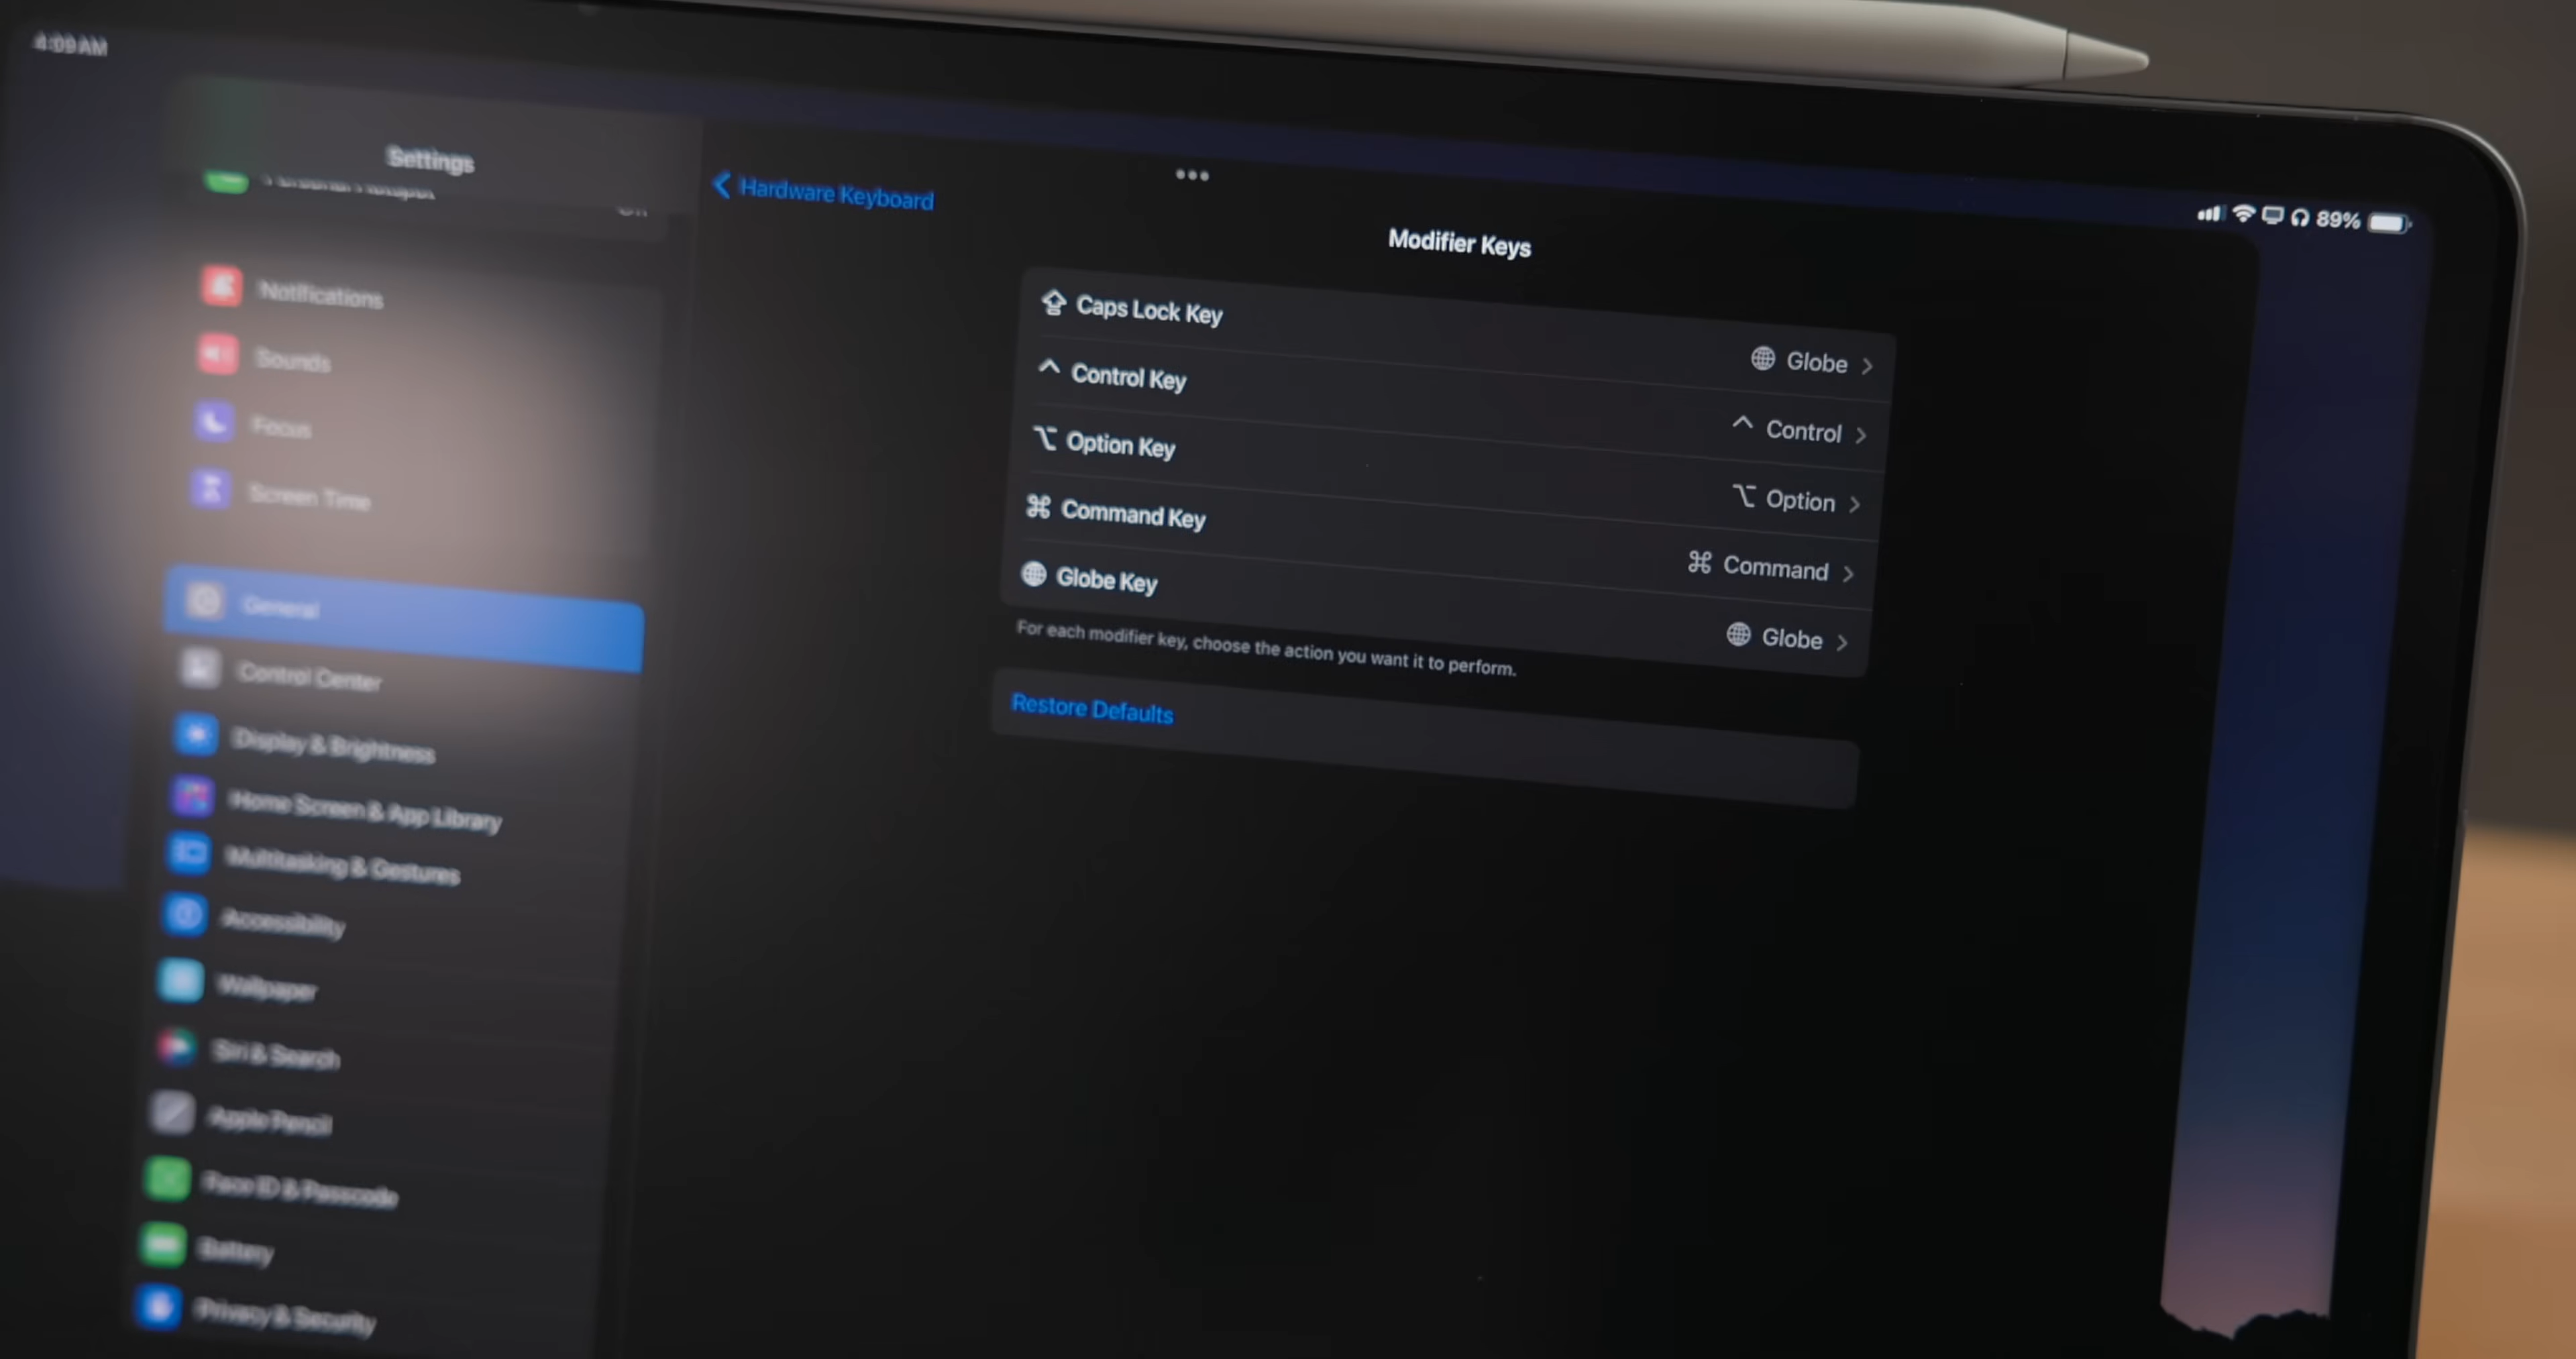 4:09 AM
89%
Settings
Personal Hotspot
Off
Notifications
Sounds
Focus
Screen Time
General
Control Center
Display & Brightness
Home Screen & App Library
Multitasking & Gestures
Accessibility
Wallpaper
Siri & Search
Apple Pencil
Face ID & Passcode
Battery
Privacy & Security
Hardware Keyboard
Modifier Keys
Caps Lock Key
Globe
Control Key
Control
Option Key
Option
Command Key
Command
Globe Key
Globe
For each modifier key, choose the action you want it to perform.
Restore Defaults